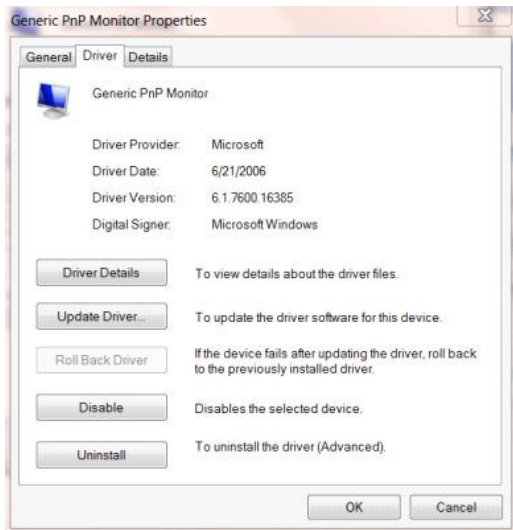 Generic PnP Monitor Properties
General Driver Details
Generic PnP Monitor
Driver Provider: Microsoft
Driver Date: 6/21/2006
Driver Version: 6.1.7600.16385
Digital Signer: Microsoft Windows
Driver Details To view details about the driver files.
Update Driver... To update the driver software for this device.
Roll Back Driver If the device fails after updating the driver, roll back
to the previously installed driver.
Disable Disables the selected device.
Uninstall To uninstall the driver (Advanced).
OK Cancel